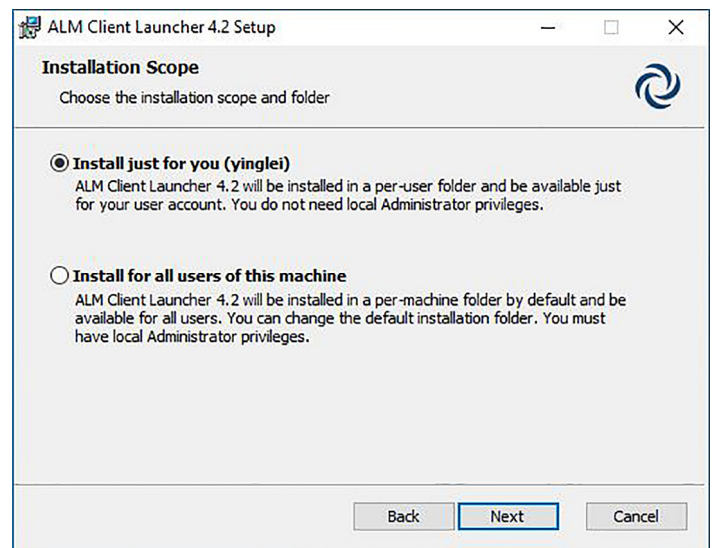 ALM Client Launcher 4.2 Setup
Installation Scope
Choose the installation scope and folder
Install just for you (yinglei)
ALM Client Launcher 4.2 will be installed in a per-user folder and be available just
for your user account. You do not need local Administrator privileges.
Install for all users of this machine
ALM Client Launcher 4.2 will be installed in a per-machine folder by default and be
available for all users. You can change the default installation folder. You must
have local Administrator privileges.
Back
Next
Cancel